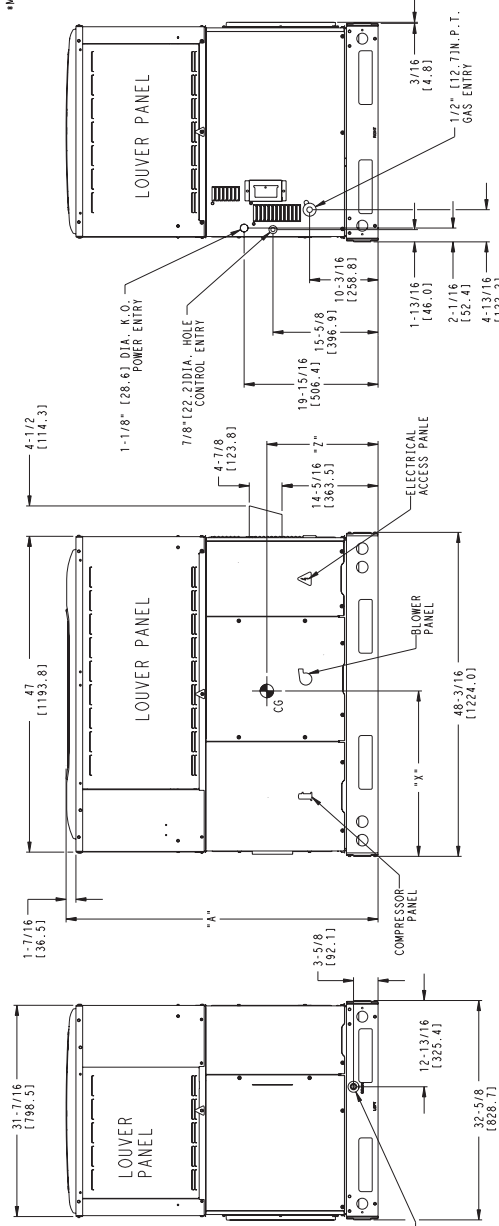 31-7/16
[798.5]
LOUVER
PANEL
3-5/8
[92.1]
12-13/16
[325.4]
32-5/8
[828.7]
LEFT
1-7/16
[36.5]
47
[1193.8]
4-1/2
[114.3]
LOUVER PANEL
"A"
CG
4-7/8
[123.8]
"Z"
14-5/16
[363.5]
COMPRESSOR
PANEL
BLOWER
PANEL
ELECTRICAL
ACCESS PANLE
"X"
48-3/16
[1224.0]
1-1/8" [28.6] DIA. K.O.
POWER ENTRY
7/8"[22.2]DIA. HOLE
CONTROL ENTRY
LOUVER PANEL
19-15/16
[506.4]
15-5/8
[396.9]
10-3/16
[258.8]
1-13/16
[46.0]
2-1/16
[52.4]
4-13/16
3/16
[4.8]
1/2" [12.7]N.P.T.
GAS ENTRY
RIGHT